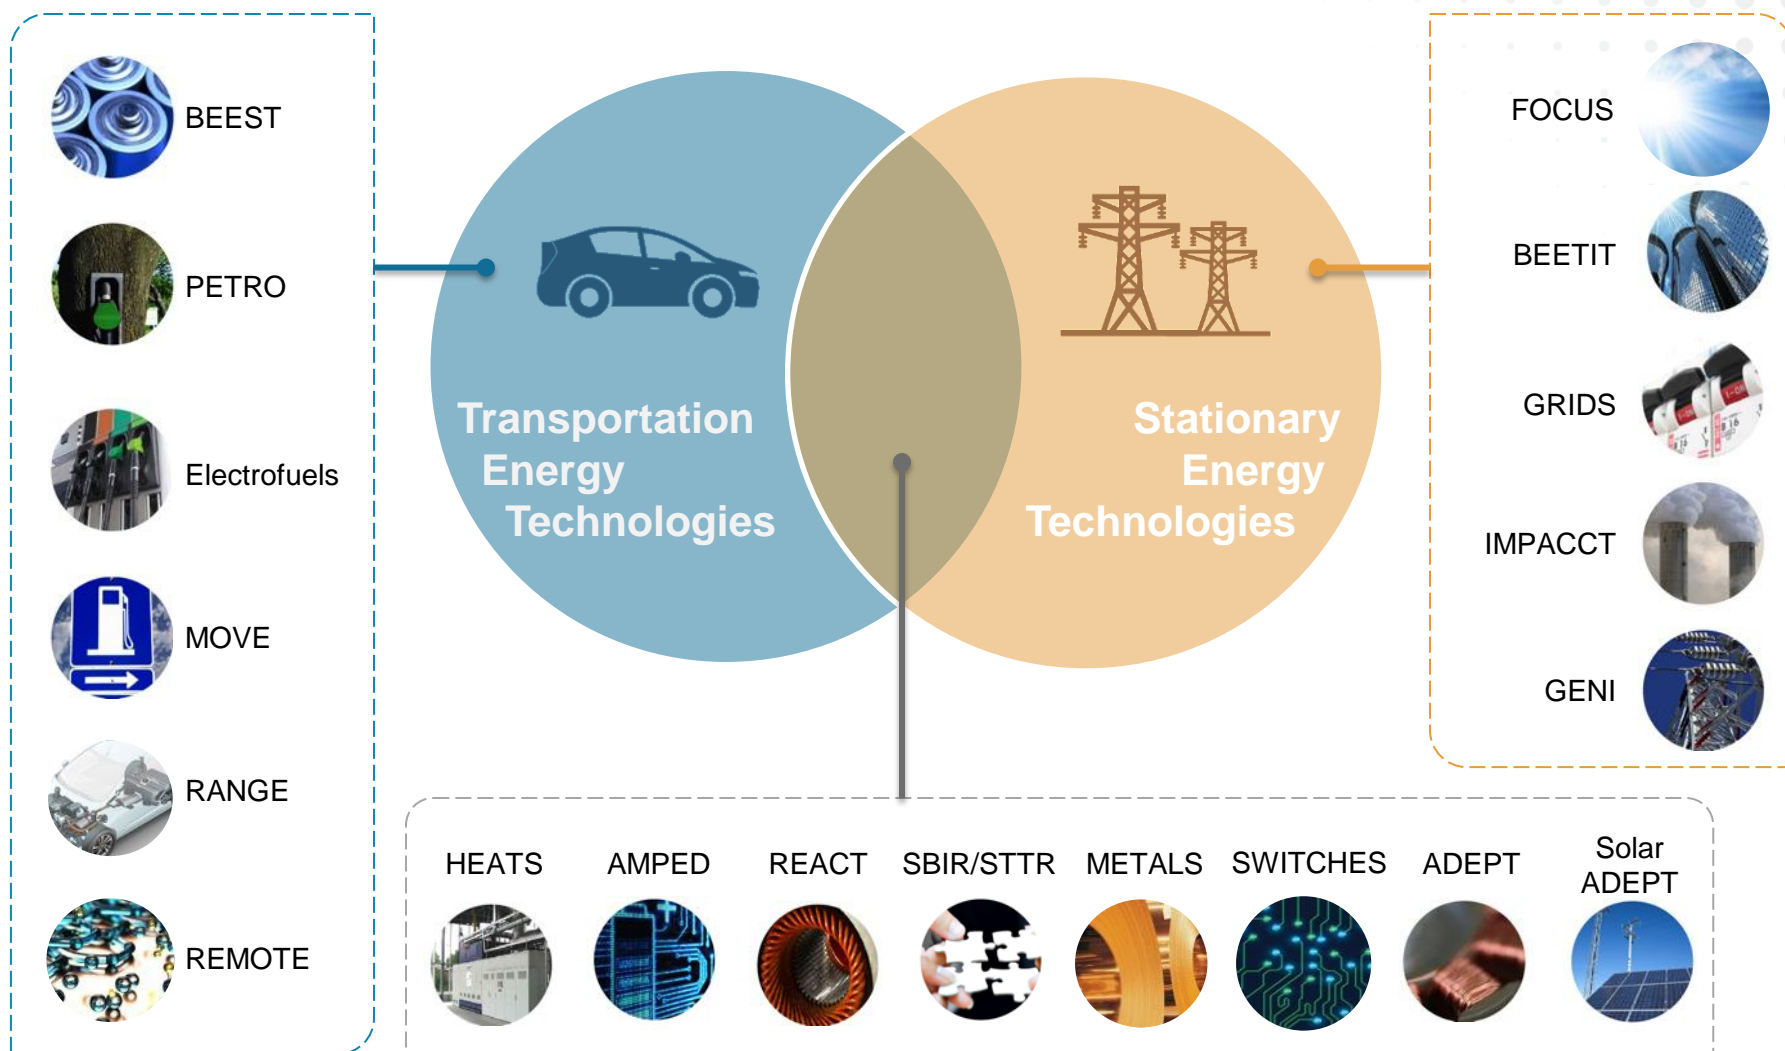 BEEST
PETRO
Electrofuels
MOVE
RANGE
REMOTE
Transportation
Energy
Technologies
Stationary
Energy
Technologies
FOCUS
BEETIT
GRIDS
IMPACCT
GENI
HEATS
AMPED
REACT
SBIR/STTR
METALS
SWITCHES
ADEPT
Solar
ADEPT